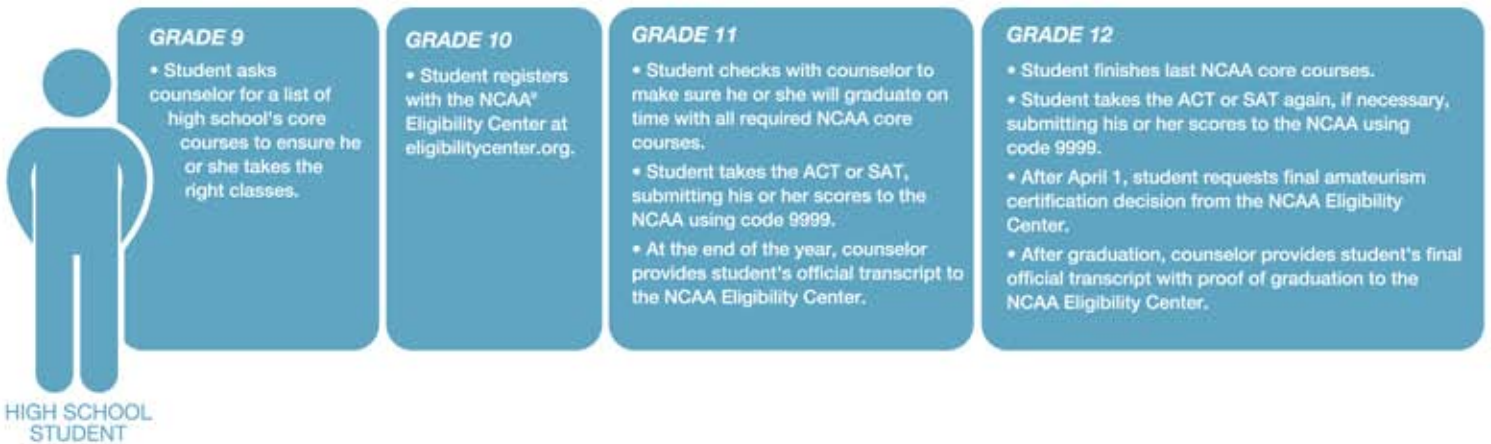 GRADE 9
• Student asks
counselor for a list of
high school's core
courses to ensure he
or she takes the
right classes.
GRADE 10
• Student registers
with the NCAA®
Eligibility Center at
eligibilitycenter.org.
GRADE 11
• Student checks with counselor to
make sure he or she will graduate on
time with all required NCAA core
courses.
• Student takes the ACT or SAT,
submitting his or her scores to the
NCAA using code 9999.
• At the end of the year, counselor
provides student's official transcript to
the NCAA Eligibility Center.
GRADE 12
• Student finishes last NCAA core courses.
• Student takes the ACT or SAT again, if necessary,
submitting his or her scores to the NCAA using
code 9999.
• After April 1, student requests final amateurism
certification decision from the NCAA Eligibility
Center.
• After graduation, counselor provides student's final
official transcript with proof of graduation to the
NCAA Eligibility Center.
HIGH SCHOOL
STUDENT